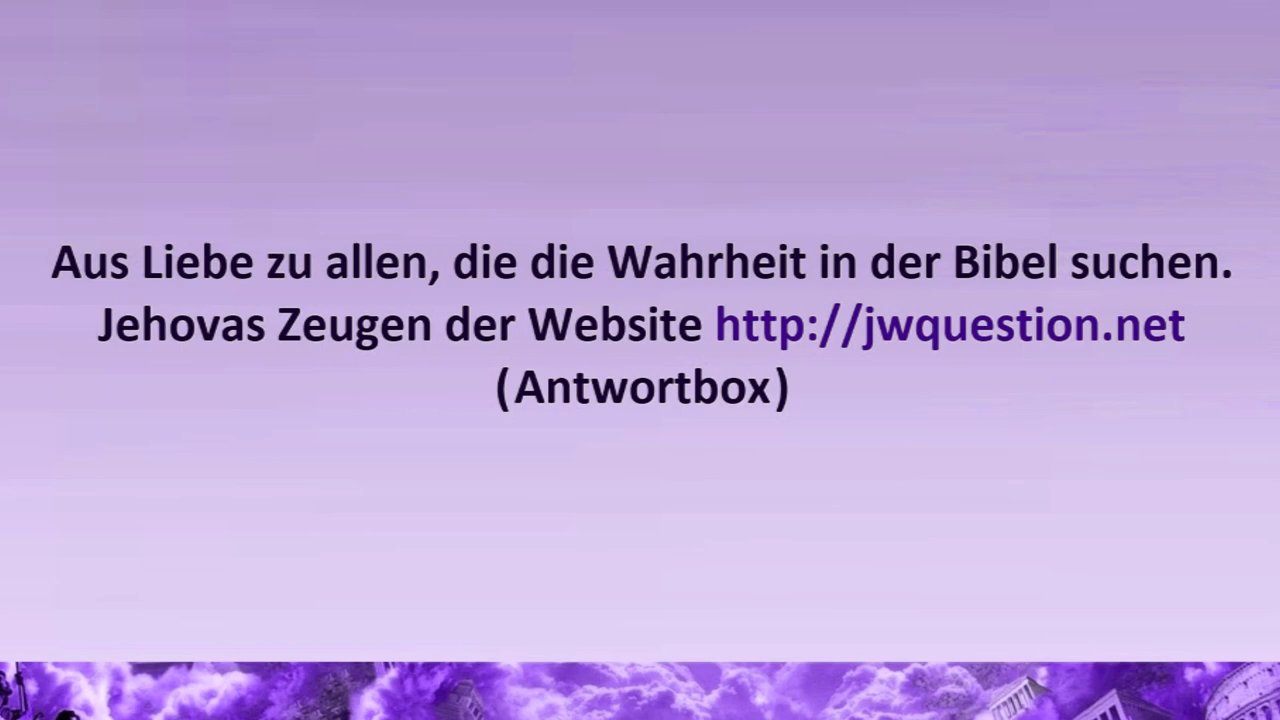 Aus Liebe zu allen, die die Wahrheit in der Bibel suchen.
Jehovas Zeugen der Website http://jwquestion.net
(Antwortbox)